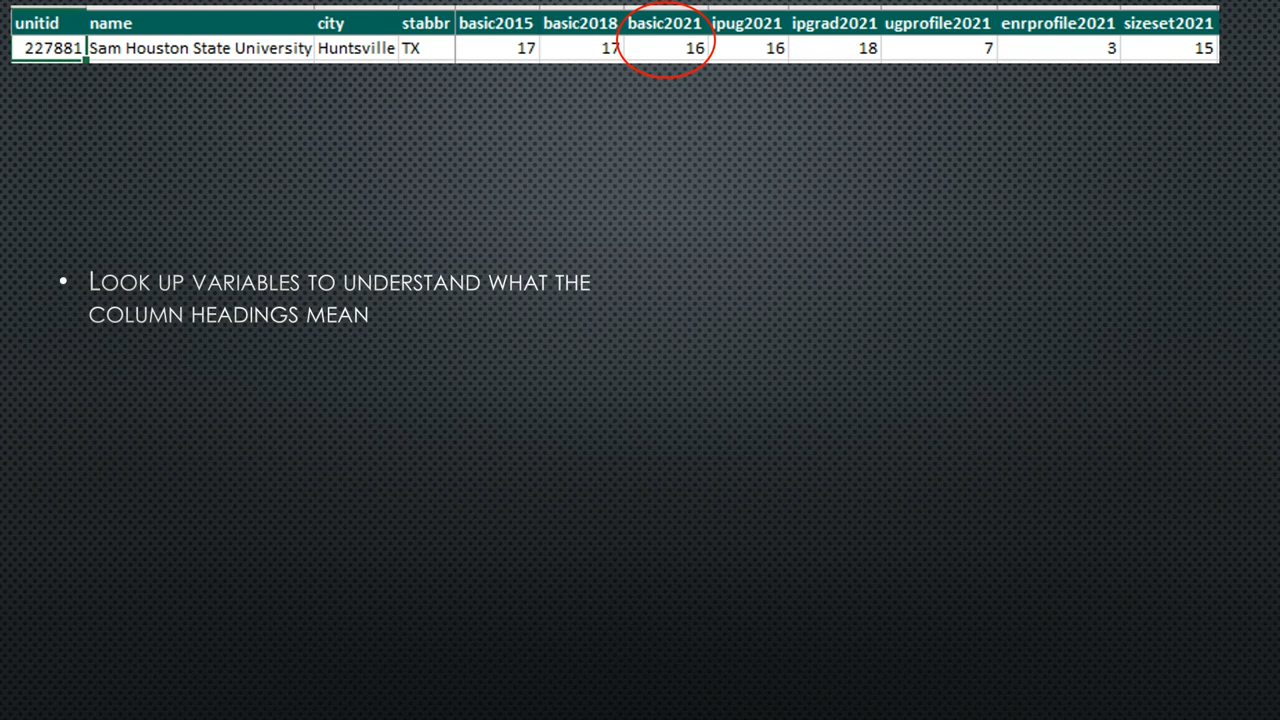 unitid name city stabbr basic2015 basic2018 basic2021 ipug2021 ipgrad2021 ugprofile2021 enrprofile2021 sizeset2021
227881 Sam Houston State University Huntsville TX 17 17 16 16 18 7 3 15
• Look up variables to understand what the
column headings mean